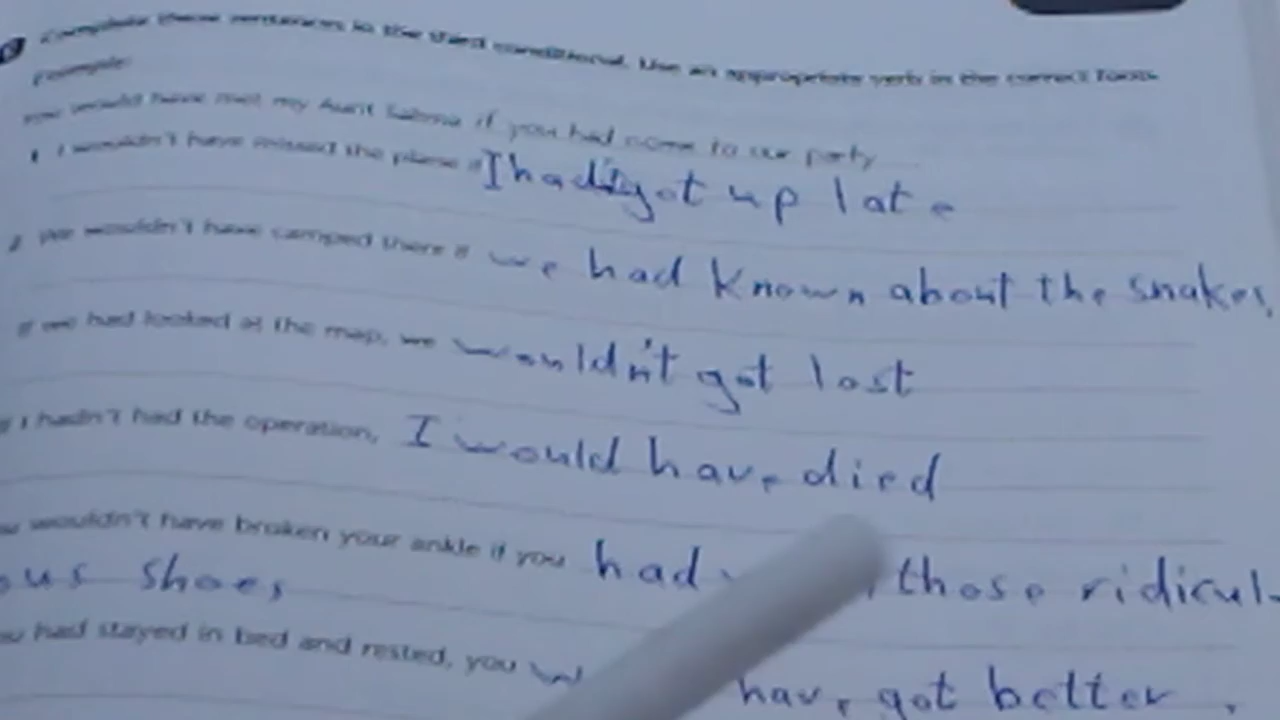 Complete these sentences in the third conditional. Use an appropriate verb in the correct form.
Example:
You would have met my Aunt Salma if you had come to our party
1 I wouldn't have missed the plane if I had got up late
2 We wouldn't have camped there if we had known about the snakes,
If we had looked at the map, we wouldn't got lost
If I hadn't had the operation, I would have died
wouldn't have broken your ankle if you had those ridicul-
ous shoes
had stayed in bed and rested, you have got better.